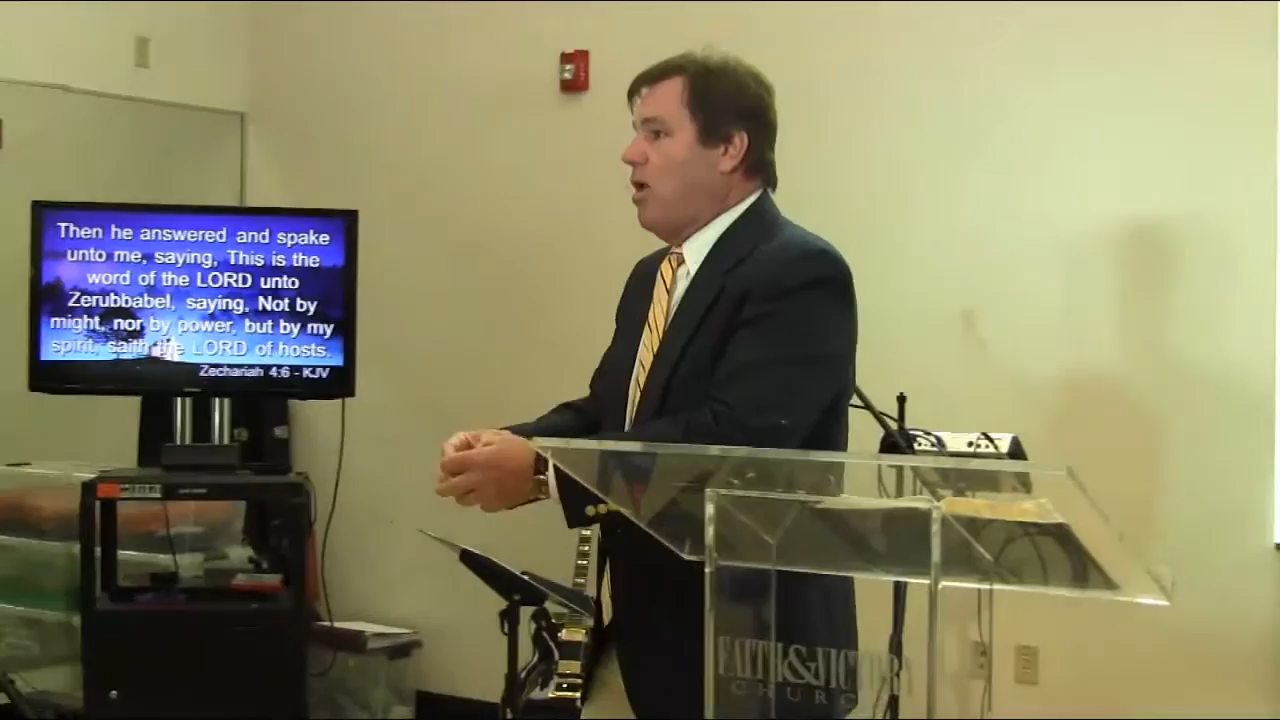 Then he answered and spake
unto me, saying, This is the
word of the LORD unto
Zerubbabel, saying, Not by
might, nor by power, but by my
spirit, saith the LORD of hosts.
Zechariah 4:6 - KJV
FAITH&VICTORY
CHURCH